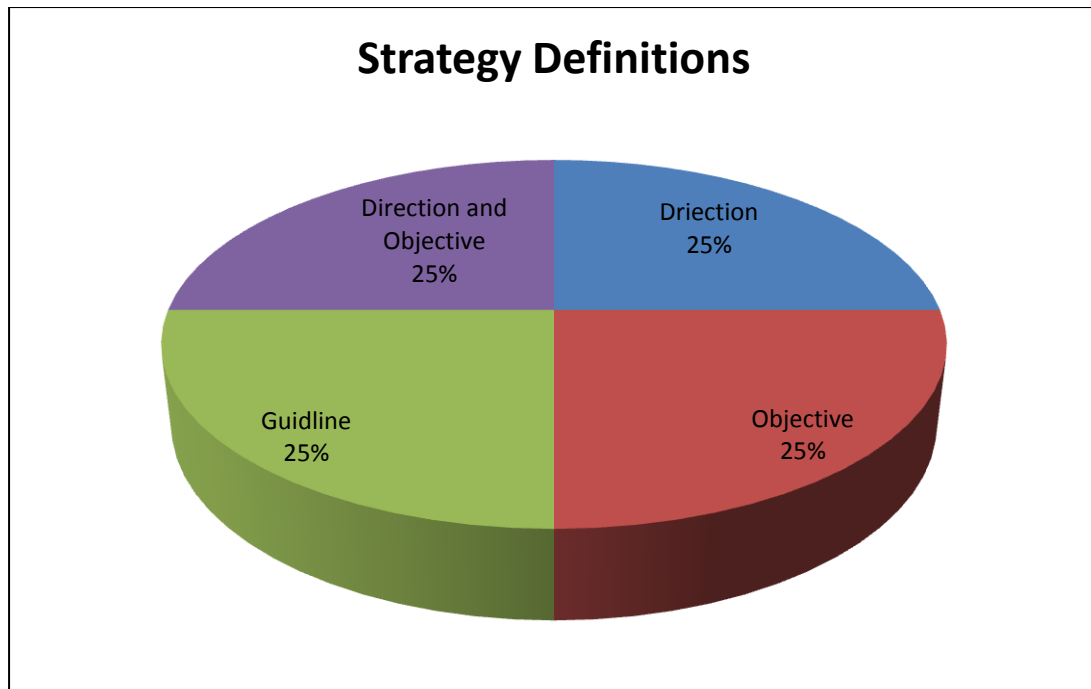 Strategy Definitions
Direction and
Objective
25%
Driection
25%
Guidline
25%
Objective
25%